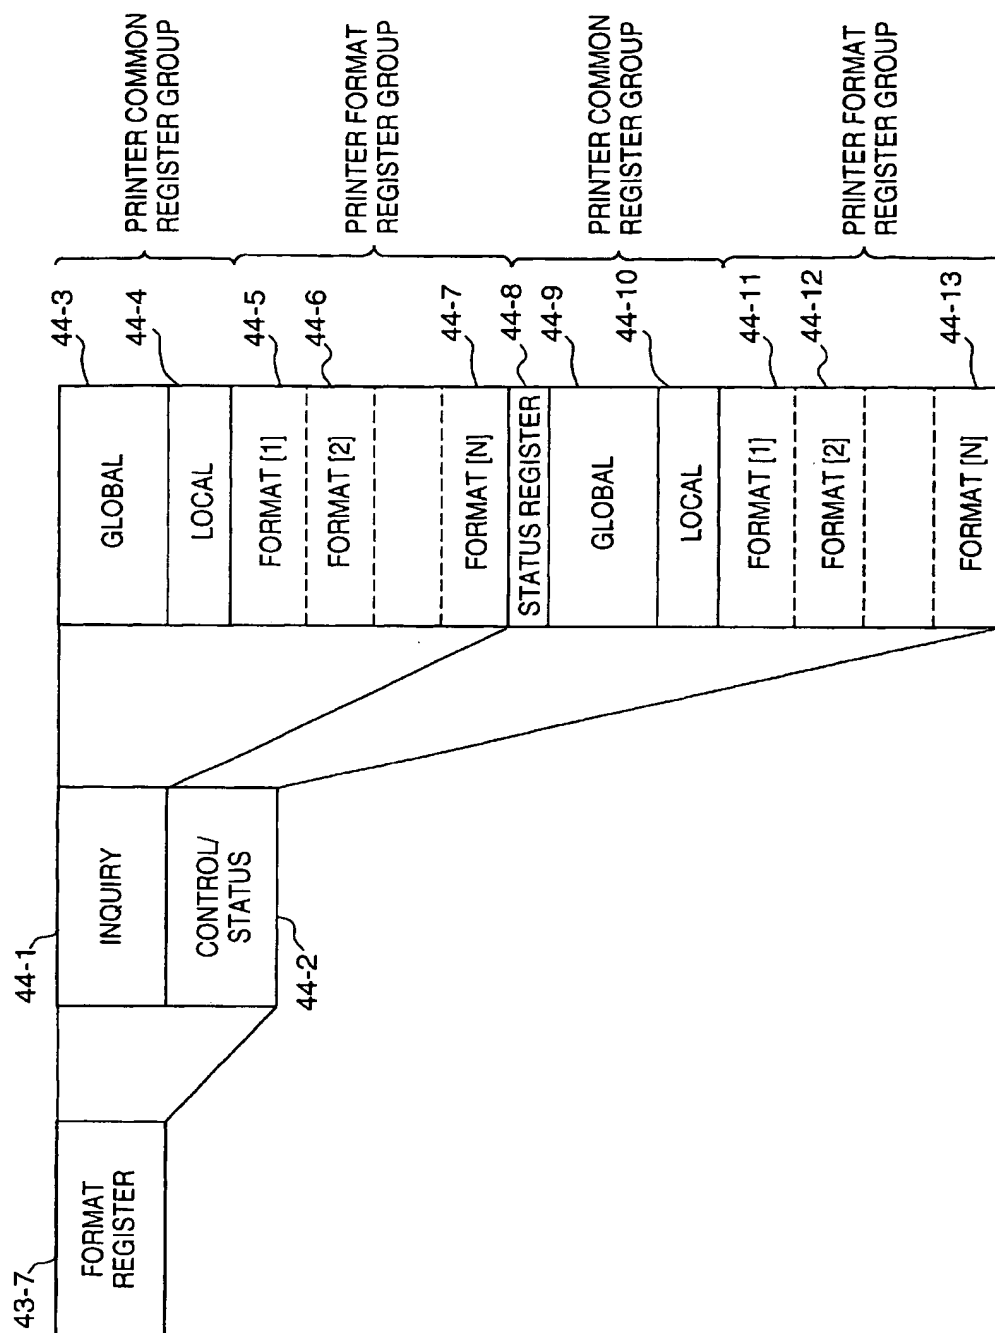 43-7
FORMAT
REGISTER
44-1
INQUIRY
CONTROL/
STATUS
44-2
GLOBAL
LOCAL
FORMAT [1]
FORMAT [2]
FORMAT [N]
STATUS REGISTER
GLOBAL
LOCAL
FORMAT [1]
FORMAT [2]
FORMAT [N]
44-3
44-4
44-5
44-6
44-7
44-8
44-9
44-10
44-11
44-12
44-13
PRINTER COMMON
REGISTER GROUP
PRINTER FORMAT
REGISTER GROUP
PRINTER COMMON
REGISTER GROUP
PRINTER FORMAT
REGISTER GROUP